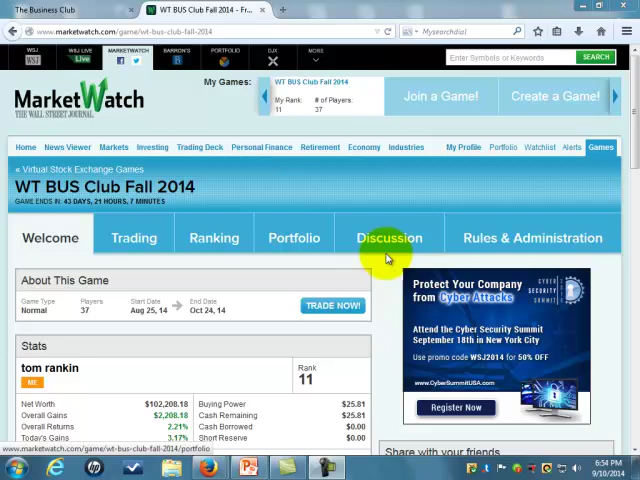 The Business Club
WT BUS Club Fall 2014 - Fr...
www.marketwatch.com/game/wt-bus-club-fall-2014
Mysearchdial
WSJ
WSJ LIVE
MARKETWATCH
BARRON'S
PORTFOLIO
DJX
MORE
WSJ
Live
B
Enter Symbols or Keywords
SEARCH
MarketWatch
THE WALL STREET JOURNAL.
My Games:
WT BUS Club Fall 2014
My Rank
# of Players
11
37
Join a Game!
Create a Game!
Home
News Viewer
Markets
Investing
Trading Deck
Personal Finance
Retirement
Economy
Industries
My Profile
Portfolio
Watchlist
Alerts
Games
« Virtual Stock Exchange Games
WT BUS Club Fall 2014
GAME ENDS IN: 43 DAYS, 21 HOURS, 7 MINUTES
Welcome
Trading
Ranking
Portfolio
Discussion
Rules & Administration
About This Game
Game Type
Players
Start Date
End Date
Normal
37
Aug 25, 14
Oct 24, 14
TRADE NOW!
Stats
tom rankin
ME
Rank
11
Net Worth $102,208.18
Overall Gains $2,208.18
Overall Returns 2.21%
Today's Gains 3.17%
Buying Power $25.81
Cash Remaining $25.81
Cash Borrowed $0.00
Short Reserve $0.00
Protect Your Company
from Cyber Attacks
CYBER
SECURITY
SUMMIT
Attend the Cyber Security Summit
September 18th in New York City
Use promo code WSJ2014 for 50% OFF
www.CyberSummitUSA.com
Register Now
Share with your friends
www.marketwatch.com/game/wt-bus-club-fall-2014/portfolio
6:54 PM
9/10/2014